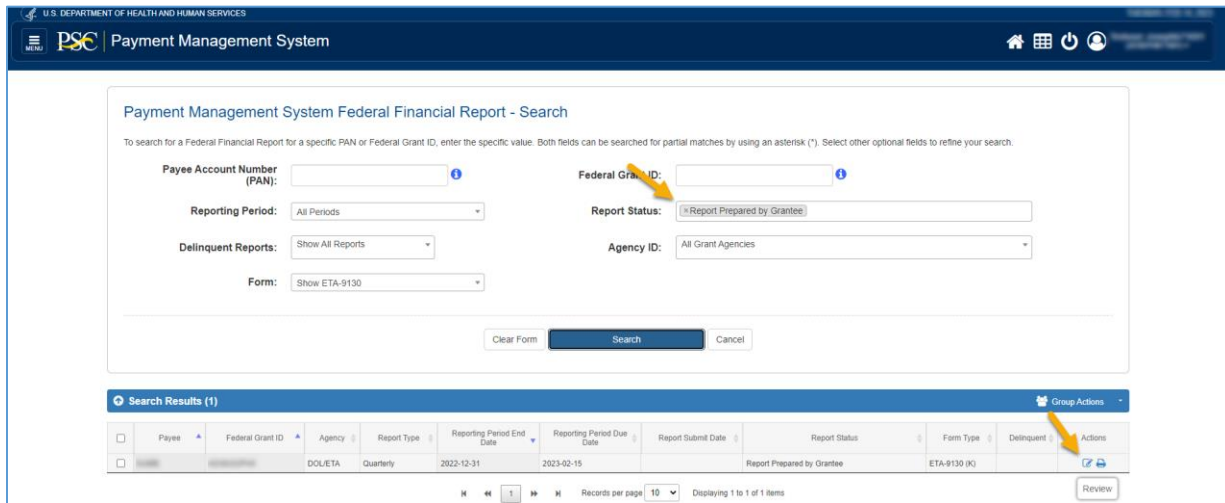 U.S. DEPARTMENT OF HEALTH AND HUMAN SERVICES
MENU PSC Payment Management System
Payment Management System Federal Financial Report - Search
To search for a Federal Financial Report for a specific PAN or Federal Grant ID, enter the specific value. Both fields can be searched for partial matches by using an asterisk (*). Select other optional fields to refine your search.
Payee Account Number (PAN): Federal Grant ID:
Reporting Period: All Periods Report Status: × Report Prepared by Grantee
Delinquent Reports: Show All Reports Agency ID: All Grant Agencies
Form: Show ETA-9130
Clear Form Search Cancel
Search Results (1) Group Actions
Payee Federal Grant ID Agency Report Type Reporting Period End Date Reporting Period Due Date Report Submit Date Report Status Form Type Delinquent Actions
DOL/ETA Quarterly 2022-12-31 2023-02-15 Report Prepared by Grantee ETA-9130 (K)
1 Records per page 10 Displaying 1 to 1 of 1 items Review